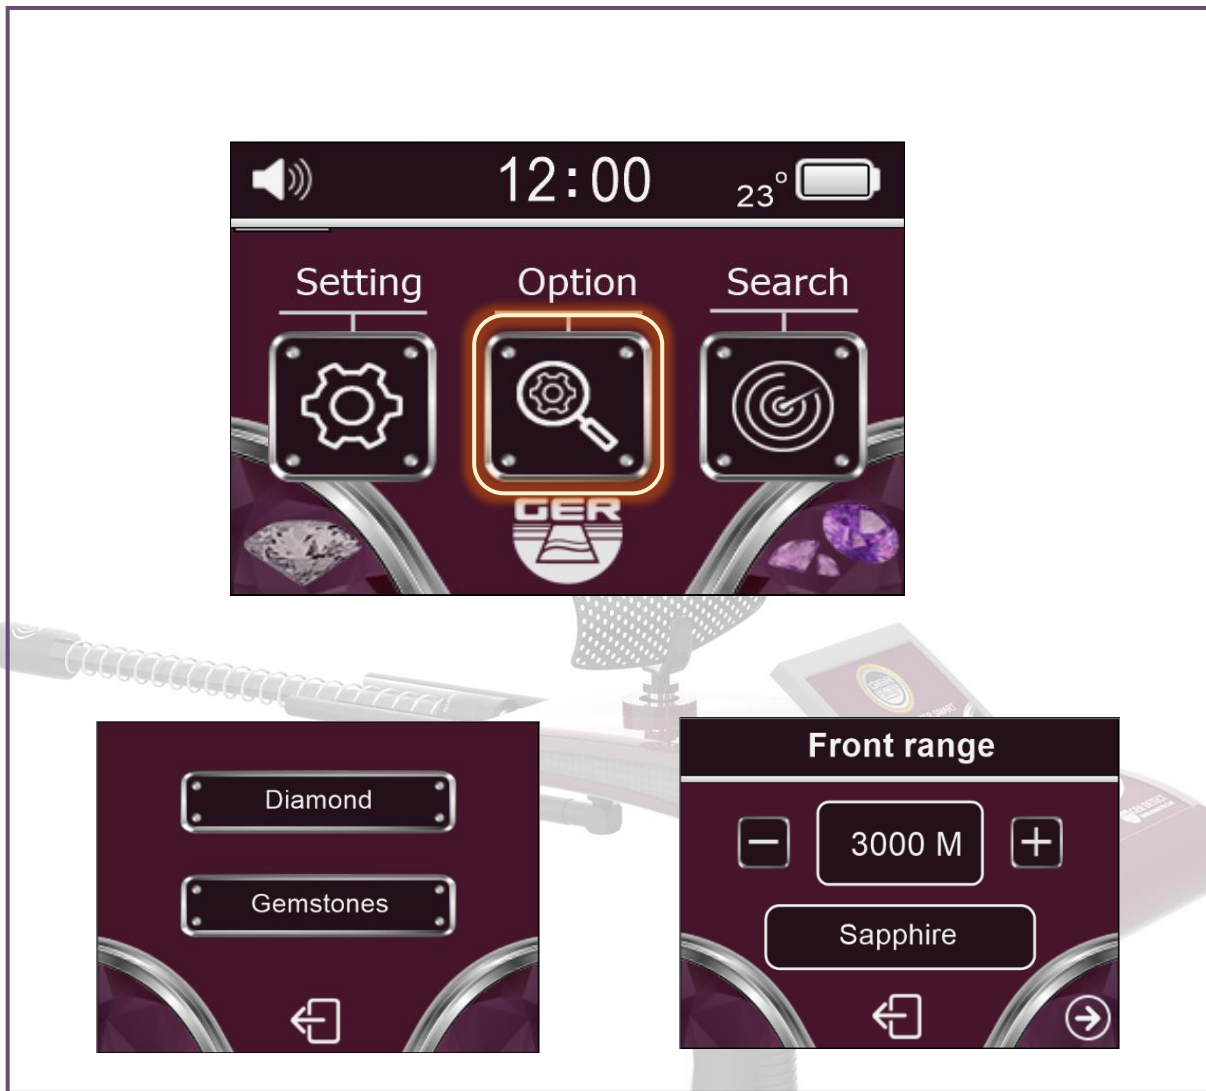 12:00
23°
Setting
Option
Search
GER
Diamond
Gemstones
Front range
3000 M
Sapphire